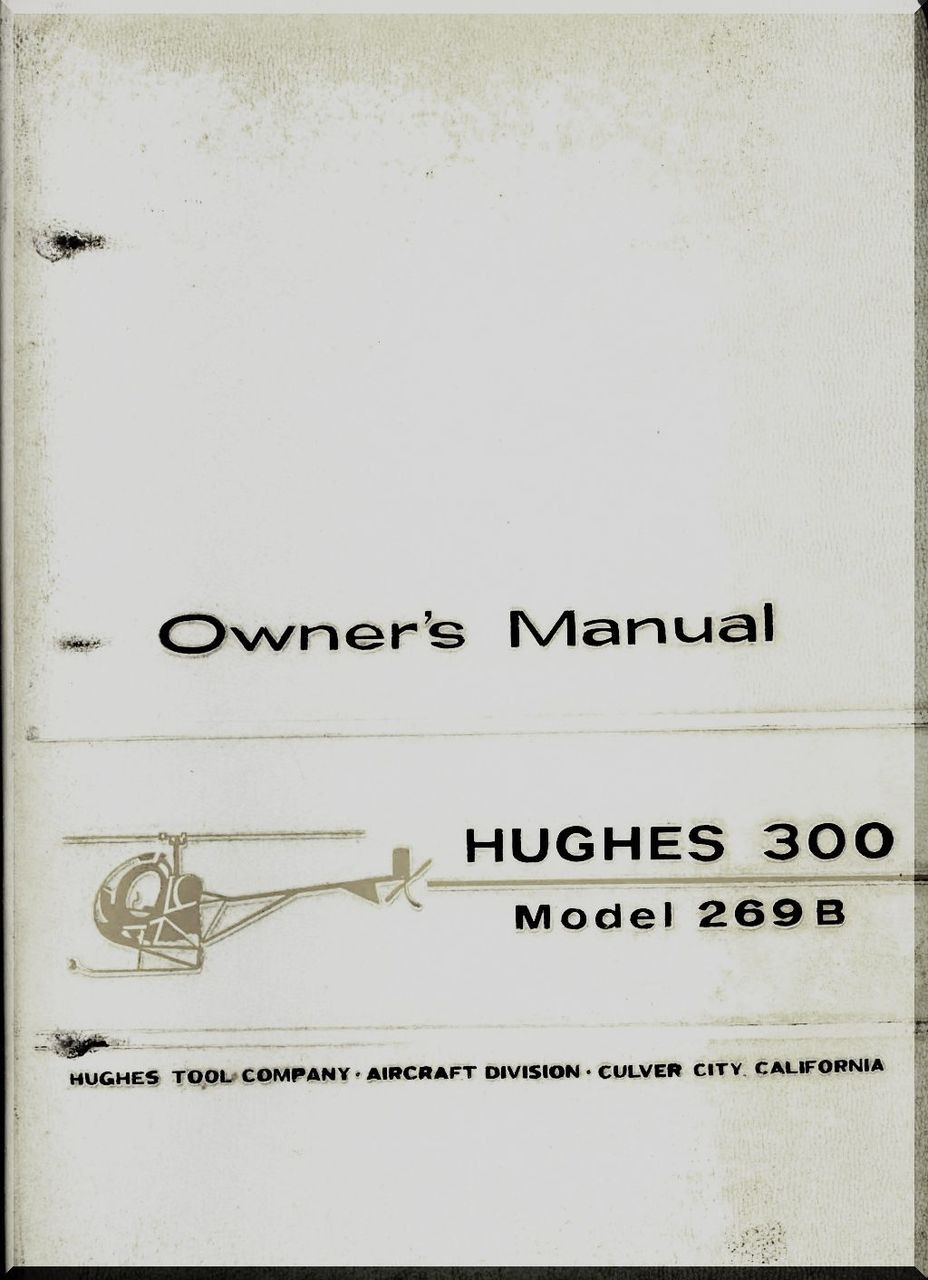 Owner's Manual
HUGHES 300
Model 269B
HUGHES TOOL COMPANY · AIRCRAFT DIVISION · CULVER CITY, CALIFORNIA